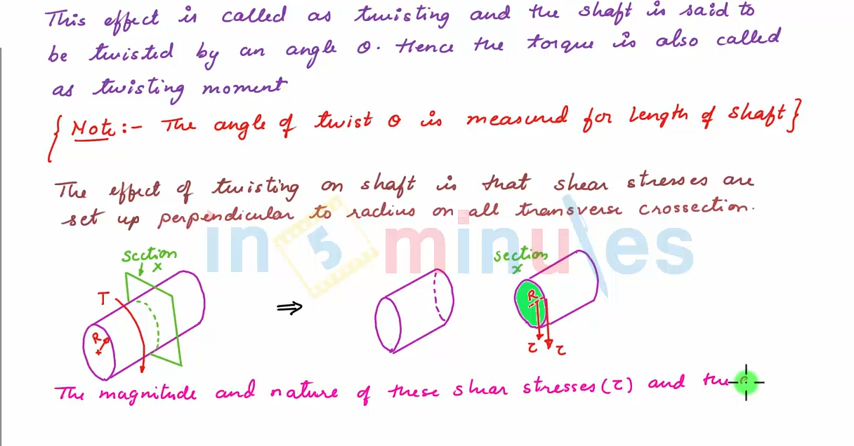 This effect is called as twisting and the shaft is said to
be twisted by an angle θ. Hence the torque is also called
as twisting moment
{Note:- The angle of twist θ is measured for length of shaft}
The effect of twisting on shaft is that shear stresses are
set up perpendicular to radius on all transverse crossection.
in 5 minutes
section
X
T
R
⇒
section
X
R
τ τ
The magnitude and nature of these shear stresses (τ) and the